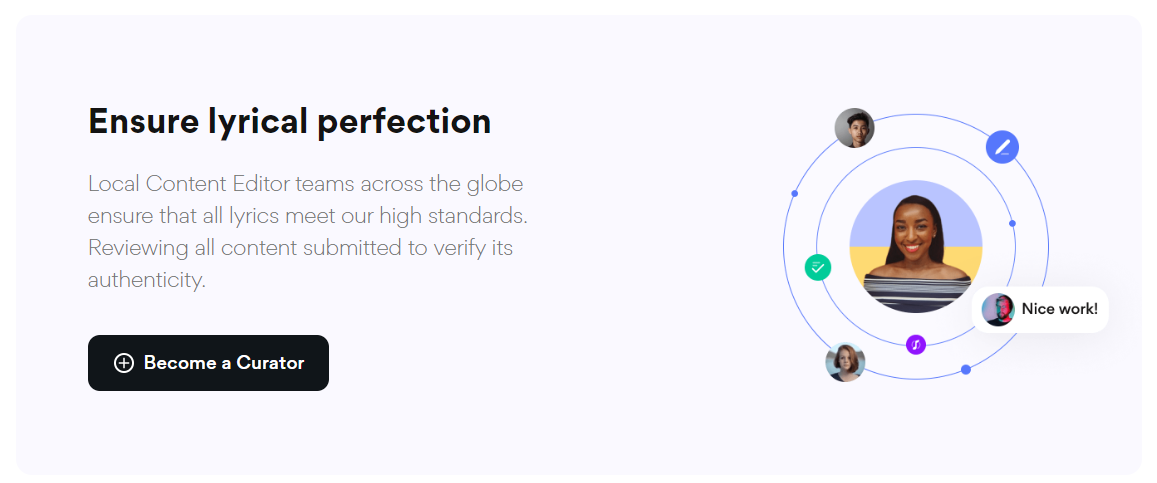 Ensure lyrical perfection
Local Content Editor teams across the globe
ensure that all lyrics meet our high standards.
Reviewing all content submitted to verify its
authenticity.
Become a Curator
Nice work!